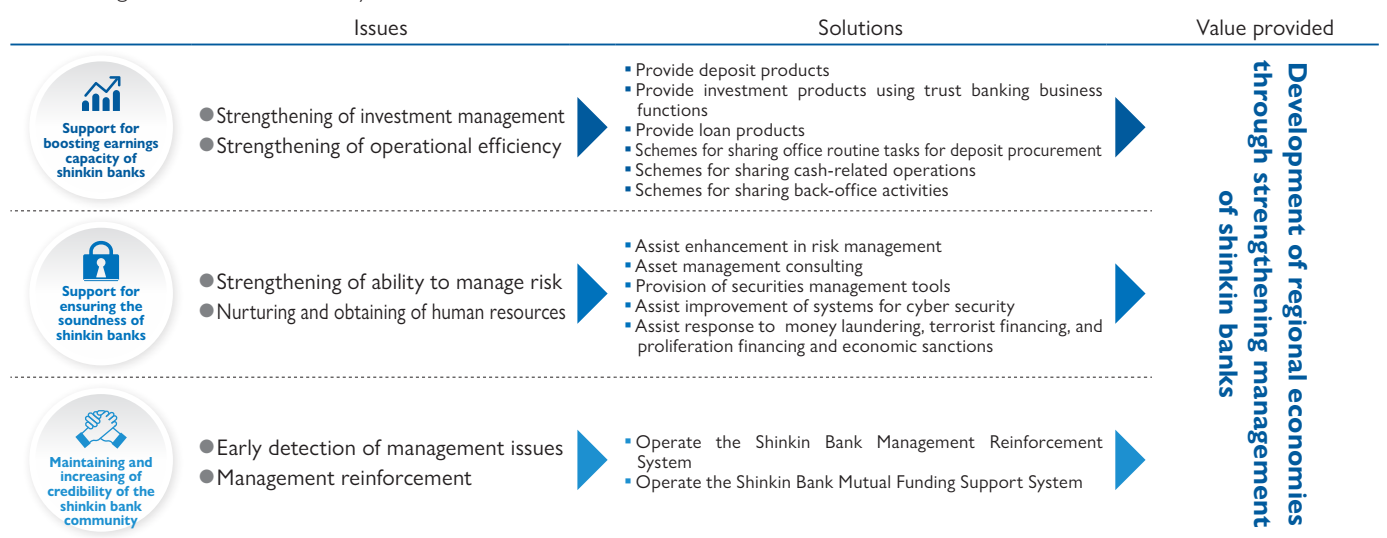 Issues
Solutions
Value provided
Support for
boosting earnings
capacity of
shinkin banks
●Strengthening of investment management
●Strengthening of operational efficiency
▪Provide deposit products
▪Provide investment products using trust banking business
functions
▪Provide loan products
▪Schemes for sharing office routine tasks for deposit procurement
▪Schemes for sharing cash-related operations
▪Schemes for sharing back-office activities
Support for
ensuring the
soundness of
shinkin banks
●Strengthening of ability to manage risk
●Nurturing and obtaining of human resources
▪Assist enhancement in risk management
▪Asset management consulting
▪Provision of securities management tools
▪Assist improvement of systems for cyber security
▪Assist response to money laundering, terrorist financing, and
proliferation financing and economic sanctions
Maintaining and
increasing of
credibility of the
shinkin bank
community
●Early detection of management issues
●Management reinforcement
▪Operate the Shinkin Bank Management Reinforcement
System
▪Operate the Shinkin Bank Mutual Funding Support System
Development of regional economies
through strengthening management
of shinkin banks